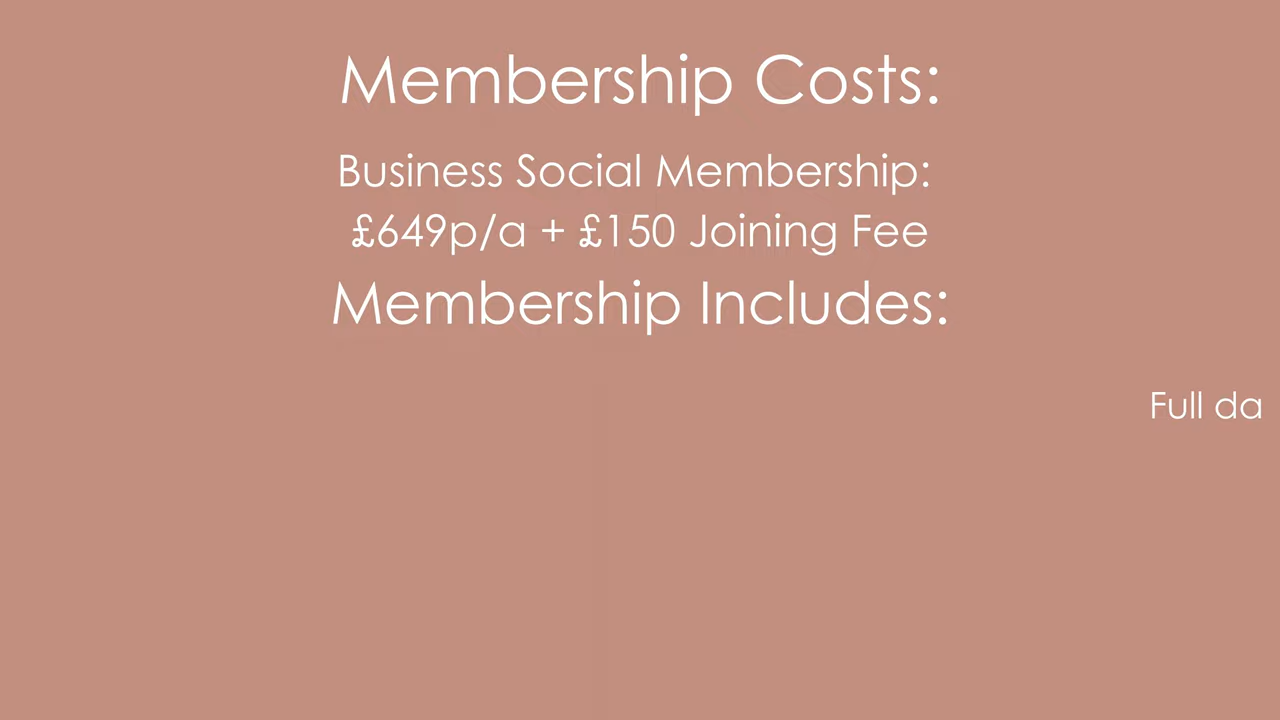 Membership Costs:
Business Social Membership:
£649p/a + £150 Joining Fee
Membership Includes:
Full da